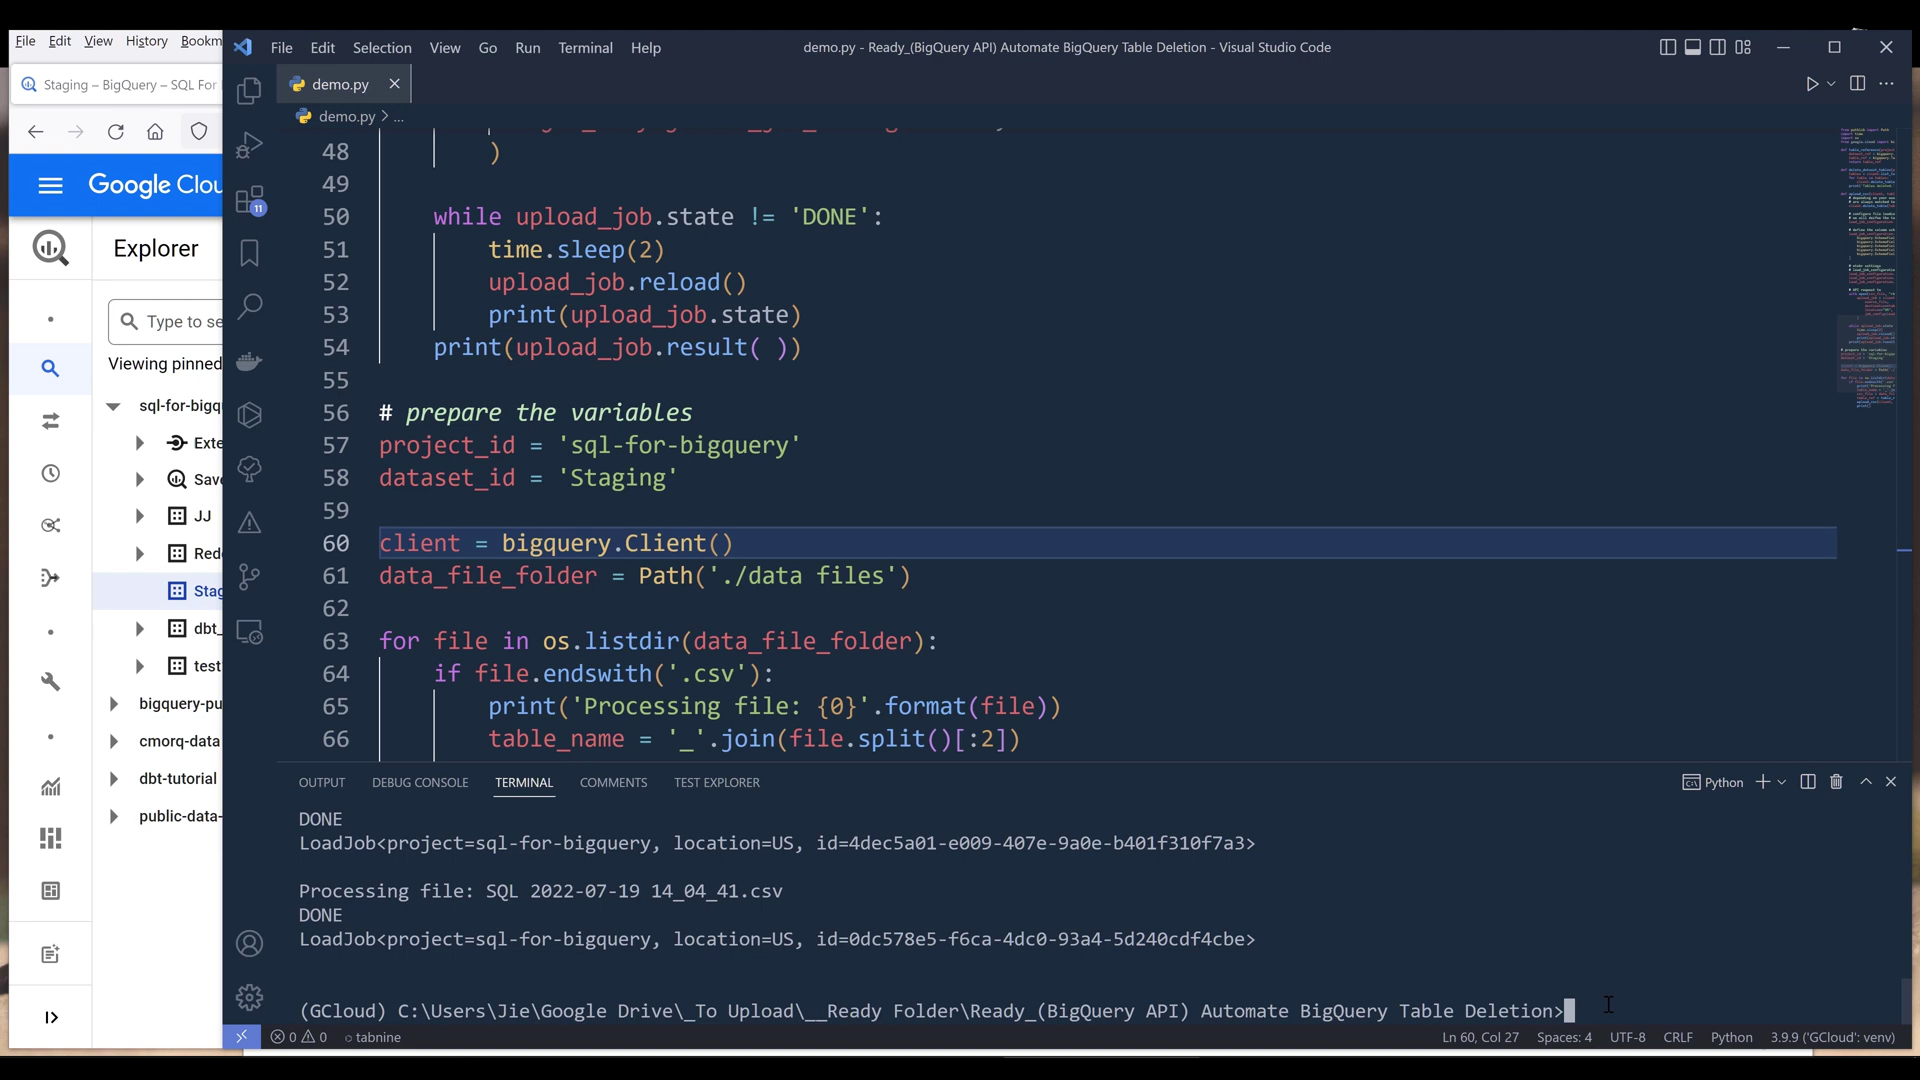 File Edit View History Bookm
Staging – BigQuery – SQL For
Google Clou
Explorer
Type to se
Viewing pinned
sql-for-bigq
Exte
Save
JJ
Redd
Stag
dbt_
test
bigquery-pu
cmorq-data
dbt-tutorial
public-data-
File Edit Selection View Go Run Terminal Help
demo.py - Ready_(BigQuery API) Automate BigQuery Table Deletion - Visual Studio Code
demo.py
demo.py > ...
11
48 )
49
50 while upload_job.state != 'DONE':
51 time.sleep(2)
52 upload_job.reload()
53 print(upload_job.state)
54 print(upload_job.result( ))
55
56 # prepare the variables
57 project_id = 'sql-for-bigquery'
58 dataset_id = 'Staging'
59
60 client = bigquery.Client()
61 data_file_folder = Path('./data files')
62
63 for file in os.listdir(data_file_folder):
64 if file.endswith('.csv'):
65 print('Processing file: {0}'.format(file))
66 table_name = '_'.join(file.split()[:2])
OUTPUT DEBUG CONSOLE TERMINAL COMMENTS TEST EXPLORER
Python
DONE
LoadJob<project=sql-for-bigquery, location=US, id=4dec5a01-e009-407e-9a0e-b401f310f7a3>
Processing file: SQL 2022-07-19 14_04_41.csv
DONE
LoadJob<project=sql-for-bigquery, location=US, id=0dc578e5-f6ca-4dc0-93a4-5d240cdf4cbe>
(GCloud) C:\Users\Jie\Google Drive\_To Upload\__Ready Folder\Ready_(BigQuery API) Automate BigQuery Table Deletion>
0 0 tabnine
Ln 60, Col 27 Spaces: 4 UTF-8 CRLF Python 3.9.9 ('GCloud': venv)